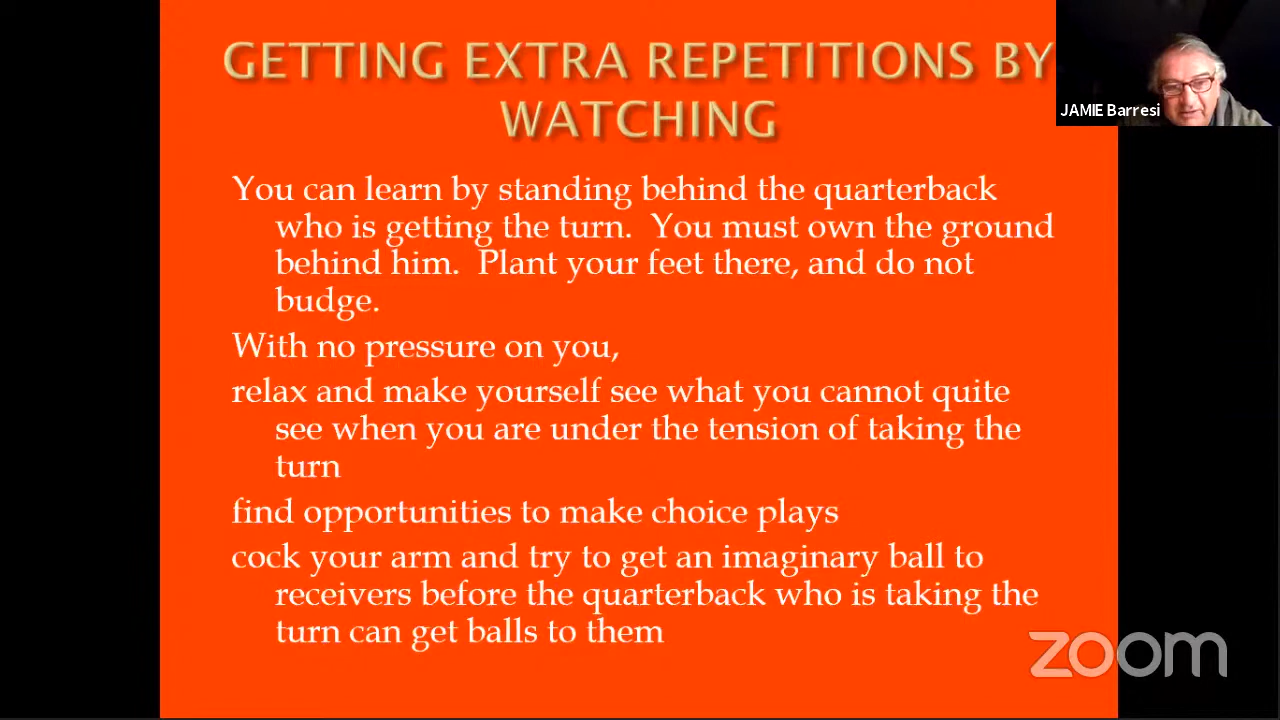 GETTING EXTRA REPETITIONS BY
WATCHING
JAMIE Barresi
You can learn by standing behind the quarterback
who is getting the turn. You must own the ground
behind him. Plant your feet there, and do not
budge.
With no pressure on you,
relax and make yourself see what you cannot quite
see when you are under the tension of taking the
turn
find opportunities to make choice plays
cock your arm and try to get an imaginary ball to
receivers before the quarterback who is taking the
turn can get balls to them
zoom